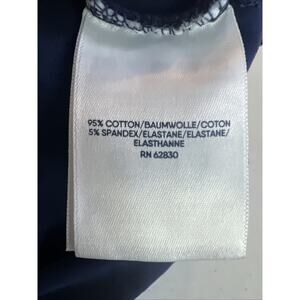 95% COTTON/BAUMWOLLE/COTON
5% SPANDEX/ELASTANE/ELASTANE/
ELASTHANNE
RN 62830